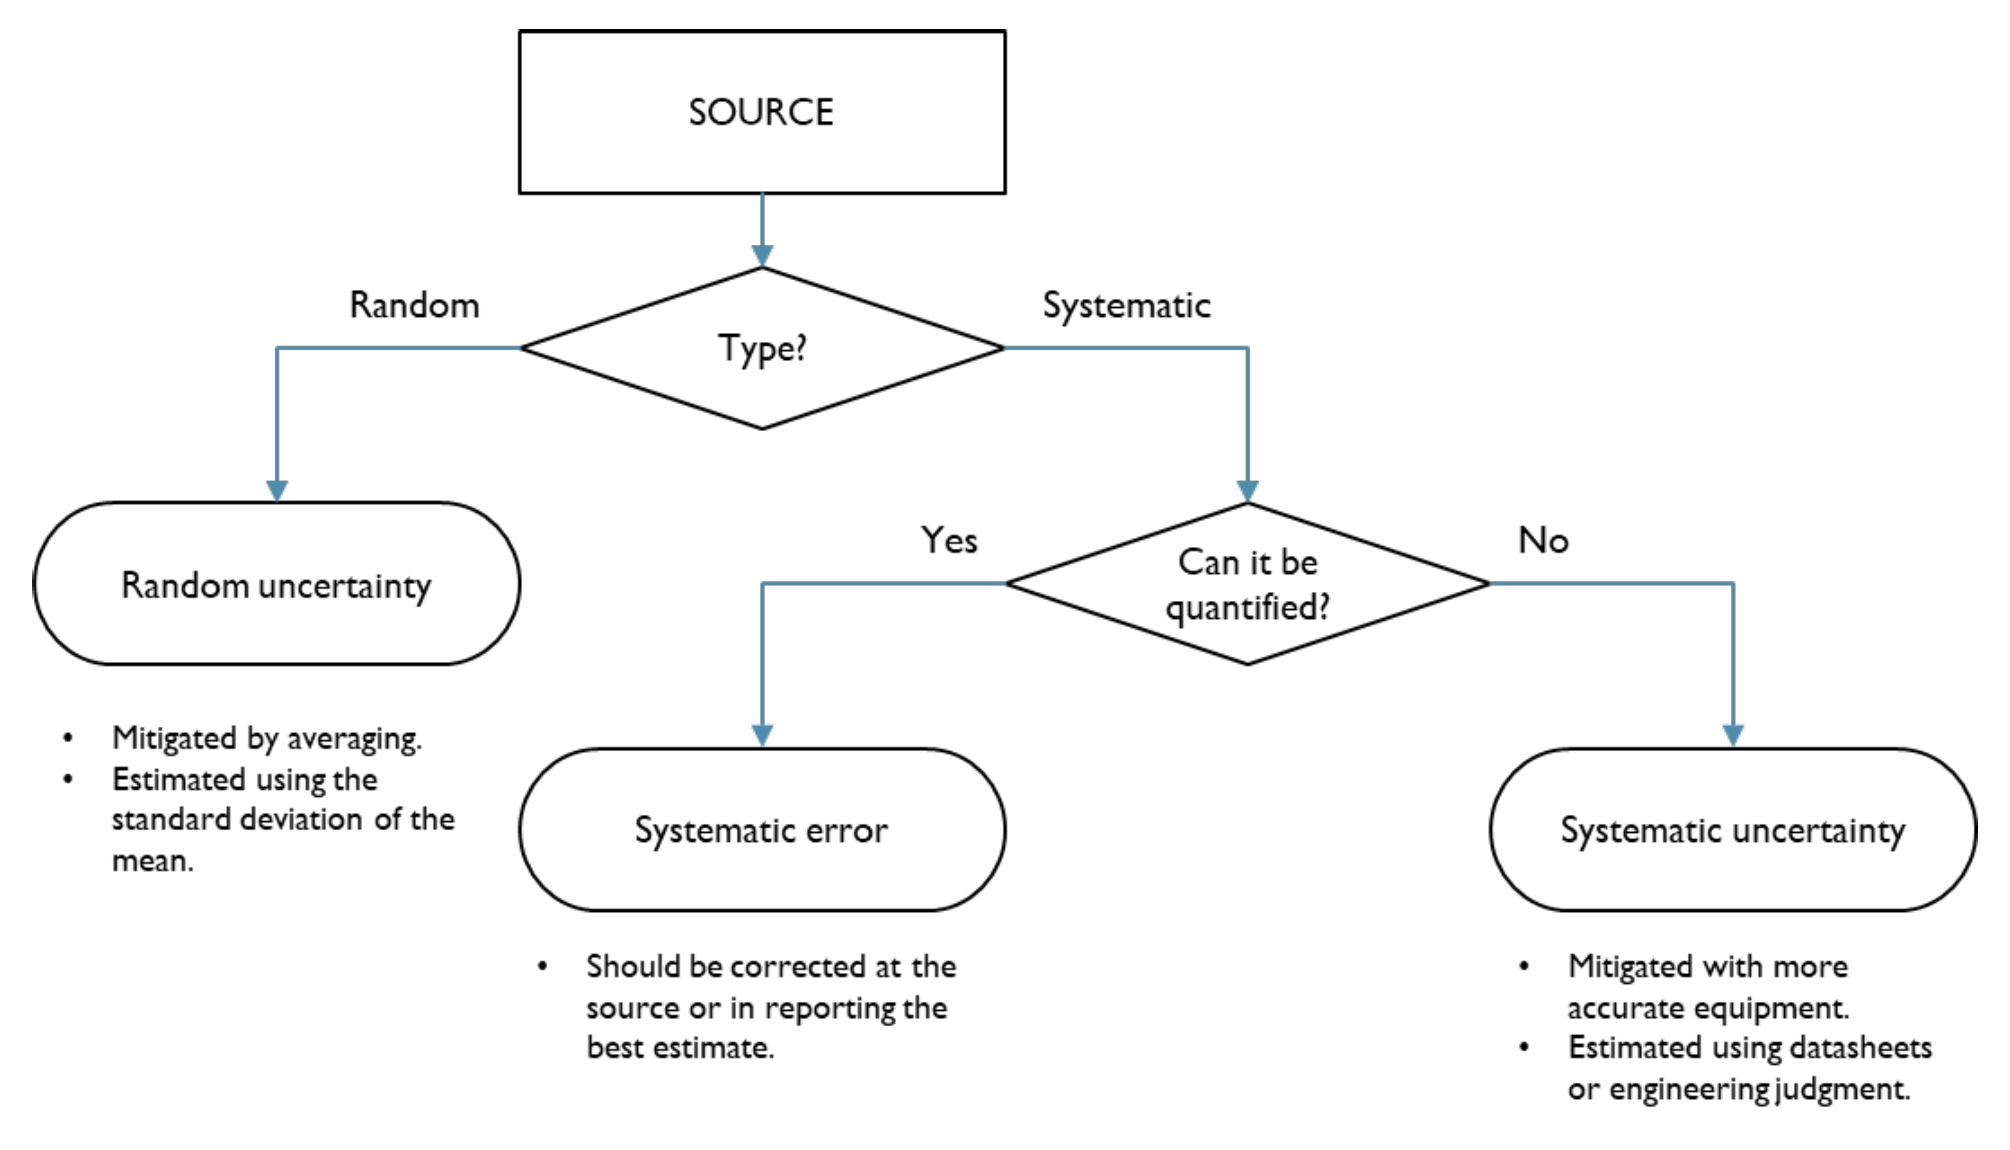 SOURCE
Random
Systematic
Type?
Yes
No
Can it be
quantified?
Random uncertainty
• Mitigated by averaging.
• Estimated using the
standard deviation of the
mean.
Systematic error
• Should be corrected at the
source or in reporting the
best estimate.
Systematic uncertainty
• Mitigated with more
accurate equipment.
• Estimated using datasheets
or engineering judgment.